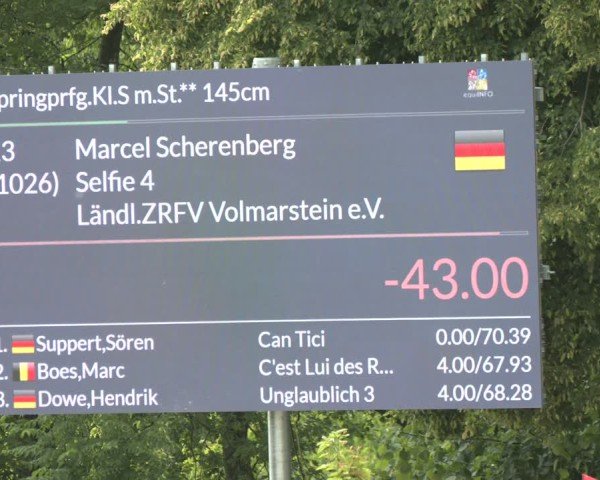 pringprfg.Kl.S m.St.** 145cm
equiINFO
3 Marcel Scherenberg
1026) Selfie 4
Ländl.ZRFV Volmarstein e.V.
-43.00
1. Suppert,Sören Can Tici 0.00/70.39
2. Boes,Marc C'est Lui des R... 4.00/67.93
3. Dowe,Hendrik Unglaublich 3 4.00/68.28